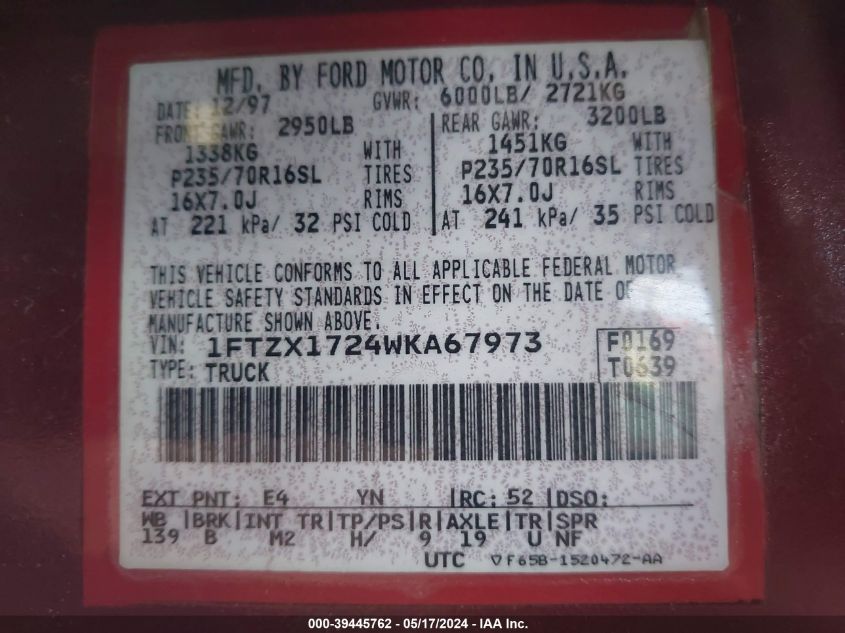 MFD. BY FORD MOTOR CO. IN U.S.A.
DATE: 12/97 GVWR: 6000LB/ 2721KG
FRONT GAWR: 2950LB REAR GAWR: 3200LB
1338KG WITH 1451KG WITH
P235/70R16SL TIRES P235/70R16SL TIRES
16X7.0J RIMS 16X7.0J RIMS
AT 221 kPa/ 32 PSI COLD AT 241 kPa/ 35 PSI COLD
THIS VEHICLE CONFORMS TO ALL APPLICABLE FEDERAL MOTOR
VEHICLE SAFETY STANDARDS IN EFFECT ON THE DATE OF
MANUFACTURE SHOWN ABOVE.
VIN: 1FTZX1724WKA67973 F0169
TYPE: TRUCK T0639
EXT PNT: E4 YN |RC: 52 |DSO:
WB |BRK|INT TR|TP/PS|R|AXLE|TR|SPR
139 B M2 H/ 9 19 U NF
UTC ▽F65B-1520472-AA
000-39445762 - 05/17/2024 - IAA Inc.